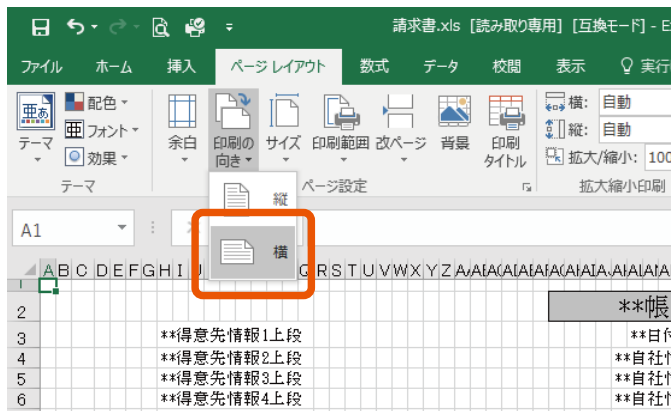 請求書.xls [読み取り専用] [互換モード] - E
ファイル ホーム 挿入 ページ レイアウト 数式 データ 校閲 表示 実行
配色 横: 自動
フォント 縦: 自動
テーマ 効果 余白 印刷の向き サイズ 印刷範囲 改ページ 背景 印刷タイトル 拡大/縮小: 100
テーマ ページ設定 拡大縮小印刷
縦
横
A1
A B C D E F G H I J Q R S T U V W X Y Z
1
2 **帳
3 **得意先情報1上段 **日付
4 **得意先情報2上段 **自社
5 **得意先情報3上段 **自社
6 **得意先情報4上段 **自社